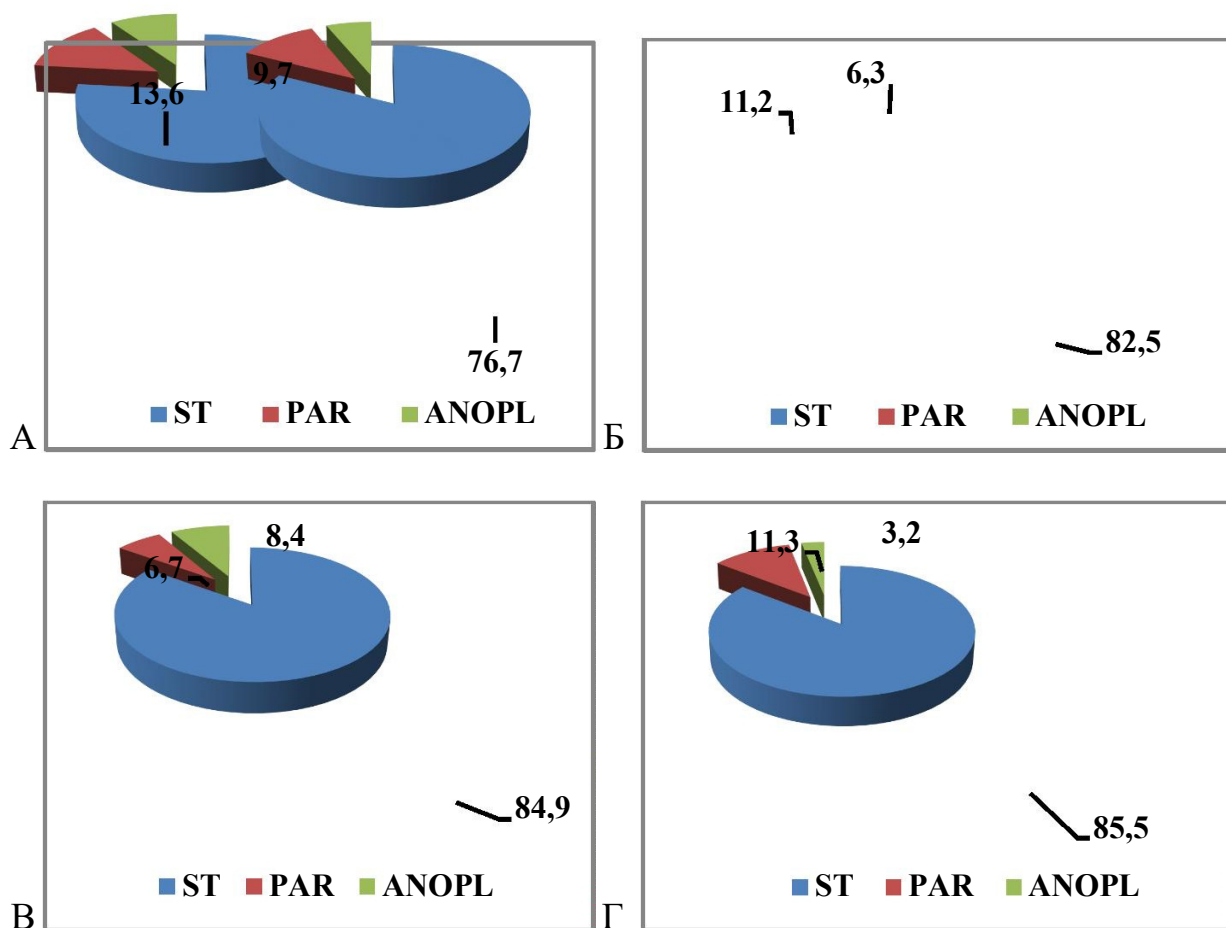 13,6
9,7
76,7
ST PAR ANOPL
А
11,2
6,3
82,5
ST PAR ANOPL
Б
6,7
8,4
84,9
ST PAR ANOPL
В
11,3
3,2
85,5
ST PAR ANOPL
Г